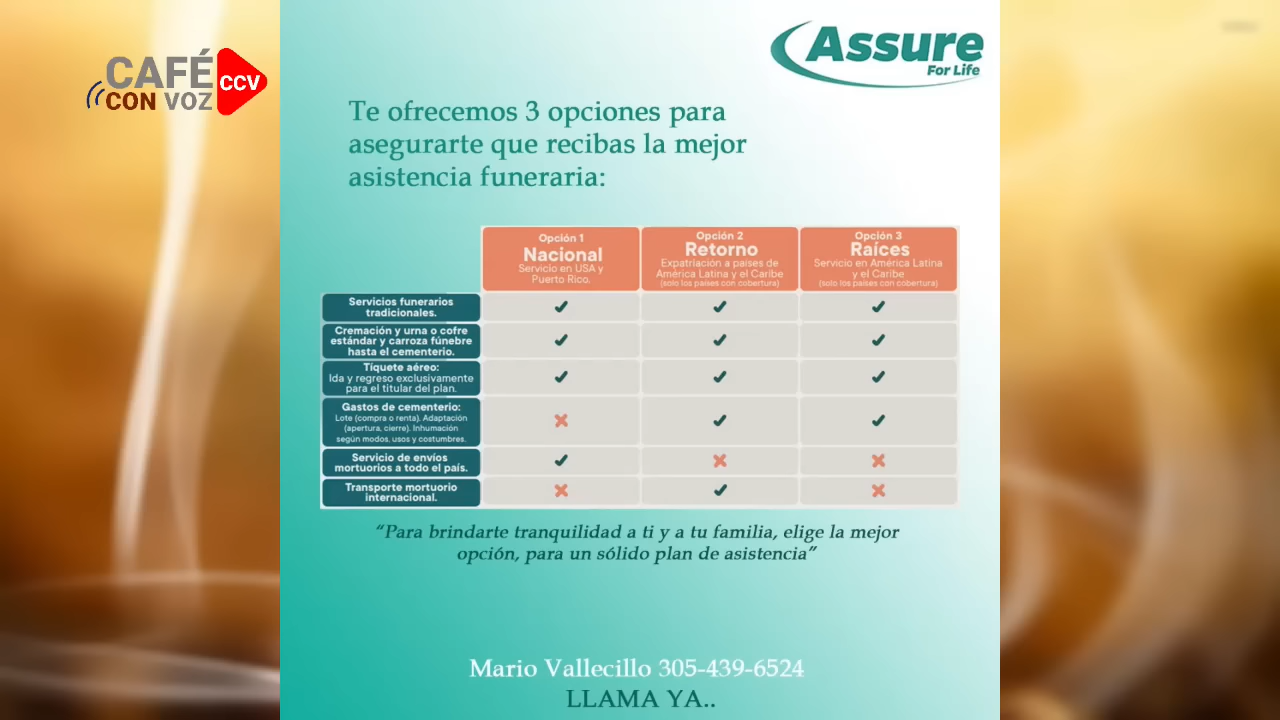 CAFÉ
CON VOZ
CCV
Assure
For Life
Te ofrecemos 3 opciones para
asegurarte que recibas la mejor
asistencia funeraria:
Opción 1
Nacional
Servicio en USA y
Puerto Rico.
Opción 2
Retorno
Expatriación a países de
América Latina y el Caribe
(solo los países con cobertura)
Opción 3
Raíces
Servicio en América Latina
y el Caribe
(solo los países con cobertura)
Servicios funerarios
tradicionales.
Cremación y urna o cofre
estándar y carroza fúnebre
hasta el cementerio.
Tíquete aéreo:
Ida y regreso exclusivamente
para el titular del plan.
Gastos de cementerio:
Lote (compra o renta). Adaptación
(apertura, cierre). Inhumación
según modos, usos y costumbres.
Servicio de envíos
mortuorios a todo el país.
Transporte mortuorio
internacional.
“Para brindarte tranquilidad a ti y a tu familia, elige la mejor
opción, para un sólido plan de asistencia”
Mario Vallecillo 305-439-6524
LLAMA YA..